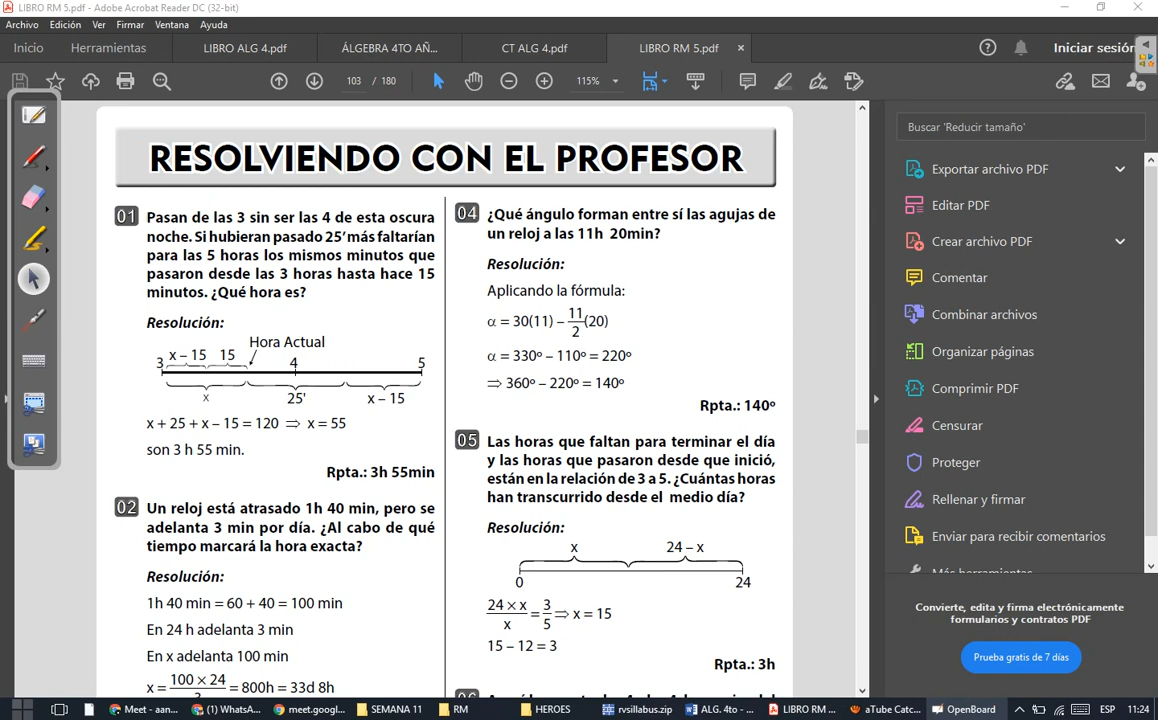 LIBRO RM 5.pdf - Adobe Acrobat Reader DC (32-bit)
Archivo Edición Ver Firmar Ventana Ayuda
Inicio Herramientas LIBRO ALG 4.pdf ÁLGEBRA 4TO AÑ... CT ALG 4.pdf LIBRO RM 5.pdf × Iniciar sesión
103 / 180 115%
RESOLVIENDO CON EL PROFESOR
01 Pasan de las 3 sin ser las 4 de esta oscura
noche. Si hubieran pasado 25' más faltarían
para las 5 horas los mismos minutos que
pasaron desde las 3 horas hasta hace 15
minutos. ¿Qué hora es?
Resolución:
Hora Actual
x – 15 15
3 4 5
x 25' x – 15
x + 25 + x – 15 = 120 ⇒ x = 55
son 3 h 55 min.
Rpta.: 3h 55min
02 Un reloj está atrasado 1h 40 min, pero se
adelanta 3 min por día. ¿Al cabo de qué
tiempo marcará la hora exacta?
Resolución:
1h 40 min = 60 + 40 = 100 min
En 24 h adelanta 3 min
En x adelanta 100 min
x = 100 × 24 / 3 = 800h = 33d 8h
04 ¿Qué ángulo forman entre sí las agujas de
un reloj a las 11h 20min?
Resolución:
Aplicando la fórmula:
α = 30(11) – 11/2 (20)
α = 330º – 110º = 220º
⇒ 360º – 220º = 140º
Rpta.: 140º
05 Las horas que faltan para terminar el día
y las horas que pasaron desde que inició,
están en la relación de 3 a 5. ¿Cuántas horas
han transcurrido desde el medio día?
Resolución:
x 24 – x
0 24
24 × x / x = 3/5 ⇒ x = 15
15 – 12 = 3
Rpta.: 3h
Buscar 'Reducir tamaño'
Exportar archivo PDF
Editar PDF
Crear archivo PDF
Comentar
Combinar archivos
Organizar páginas
Comprimir PDF
Censurar
Proteger
Rellenar y firmar
Enviar para recibir comentarios
Más herramientas
Convierte, edita y firma electrónicamente
formularios y contratos PDF
Prueba gratis de 7 días
Meet - aan... (1) WhatsA... meet.googl... SEMANA 11 RM HEROES rvsillabus.zip ALG. 4to - ... LIBRO RM ... aTube Catc... OpenBoard ESP 11:24